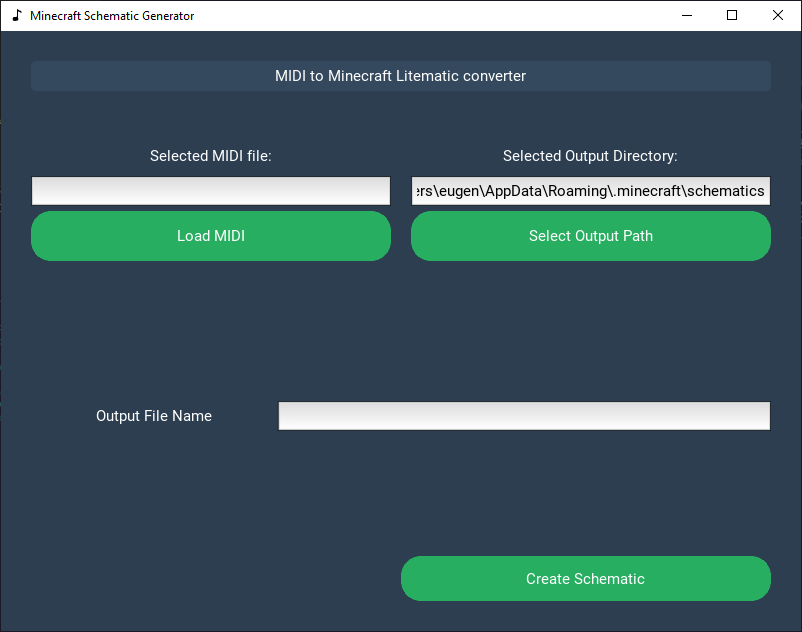 Minecraft Schematic Generator
MIDI to Minecraft Litematic converter
Selected MIDI file:
Selected Output Directory:
ers\eugen\AppData\Roaming\.minecraft\schematics
Load MIDI
Select Output Path
Output File Name
Create Schematic